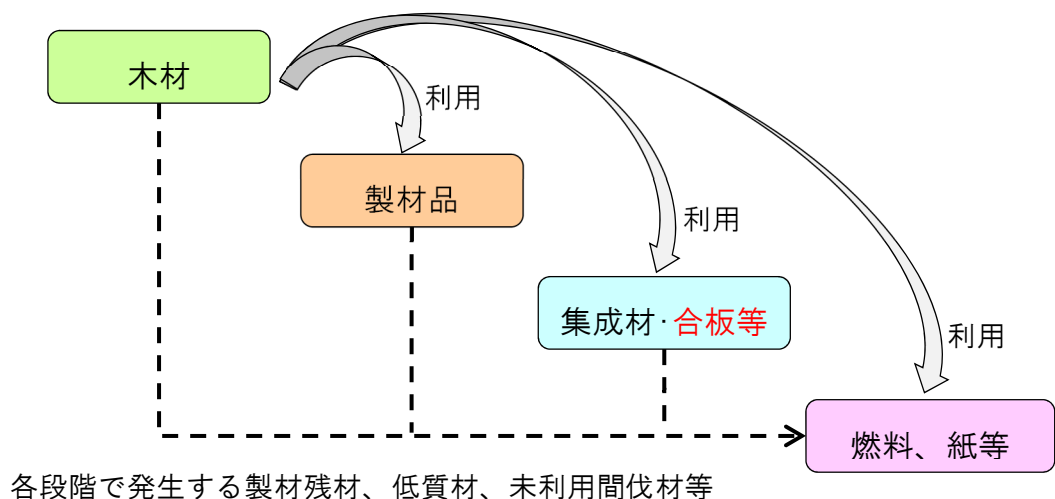 木材
利用
製材品
利用
集成材･合板等
利用
燃料、紙等
各段階で発生する製材残材、低質材、未利用間伐材等